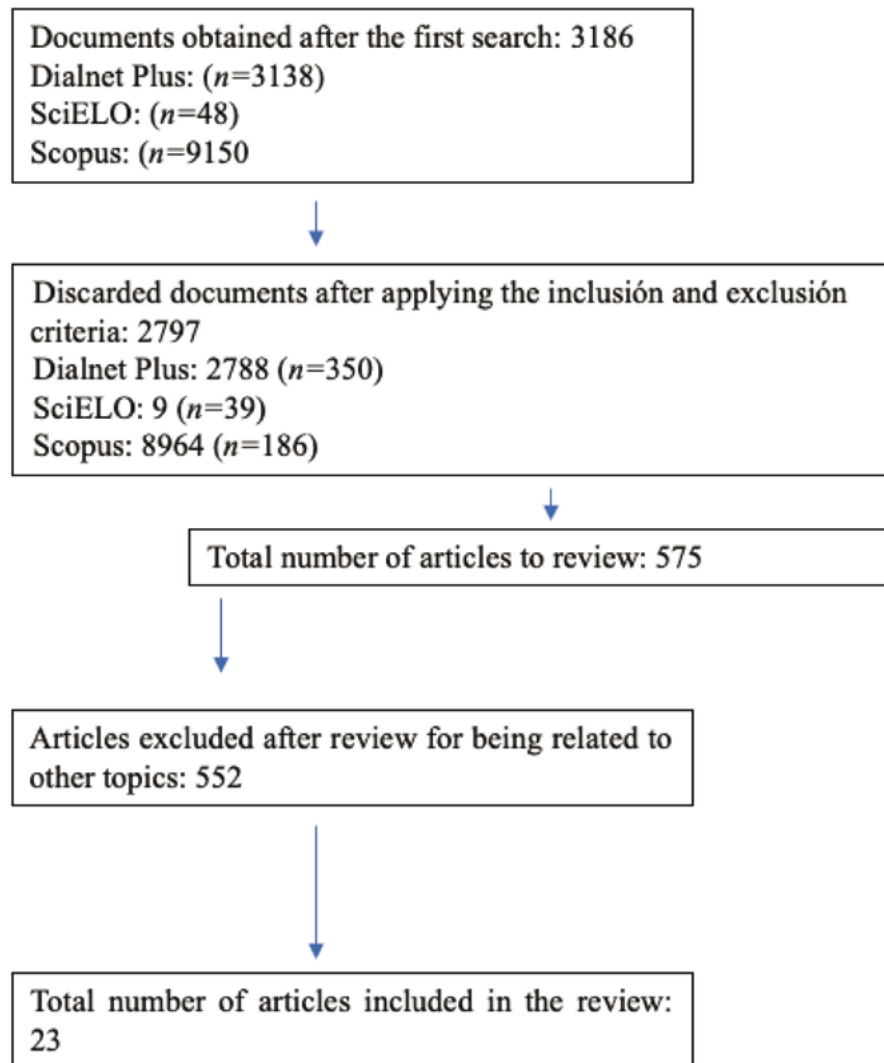 Documents obtained after the first search: 3186
Dialnet Plus: (n=3138)
SciELO: (n=48)
Scopus: (n=9150
Discarded documents after applying the inclusión and exclusión
criteria: 2797
Dialnet Plus: 2788 (n=350)
SciELO: 9 (n=39)
Scopus: 8964 (n=186)
Total number of articles to review: 575
Articles excluded after review for being related to
other topics: 552
Total number of articles included in the review:
23